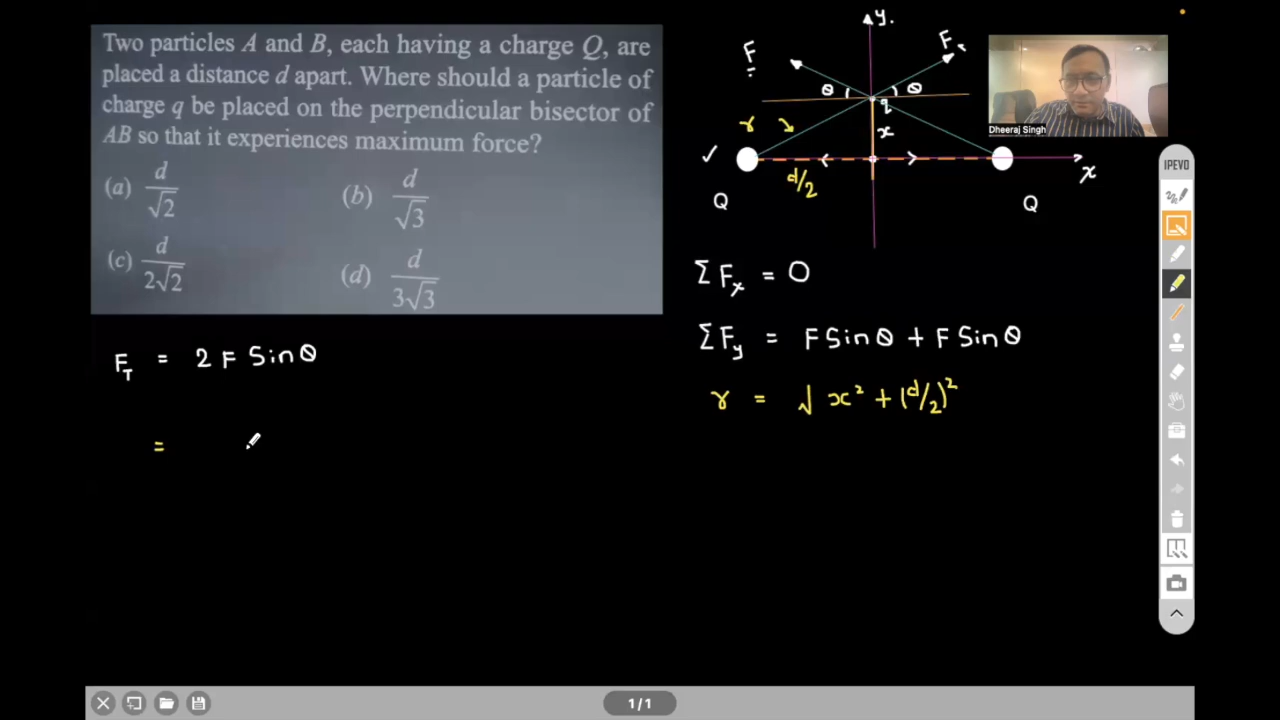 Two particles A and B, each having a charge Q, are
placed a distance d apart. Where should a particle of
charge q be placed on the perpendicular bisector of
AB so that it experiences maximum force?
(a) d/√2
(b) d/√3
(c) d/2√2
(d) d/3√3
F_T = 2 F Sin θ
=
y.
F
F
θ
θ
q
r
x
d/2
x
Q
Q
Σ F_x = 0
Σ F_y = F Sin θ + F Sin θ
r = √ x² + (d/2)²
Dheeraj Singh
IPEVO
1/1